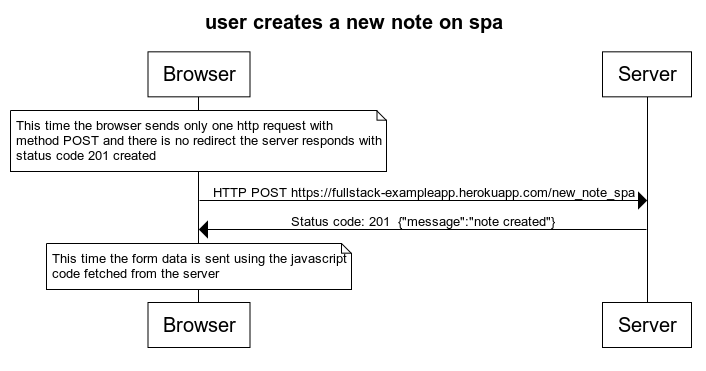 user creates a new note on spa
Browser
Server
This time the browser sends only one http request with
method POST and there is no redirect the server responds with
status code 201 created
HTTP POST https://fullstack-exampleapp.herokuapp.com/new_note_spa
Status code: 201  {"message":"note created"}
This time the form data is sent using the javascript
code fetched from the server
Browser
Server